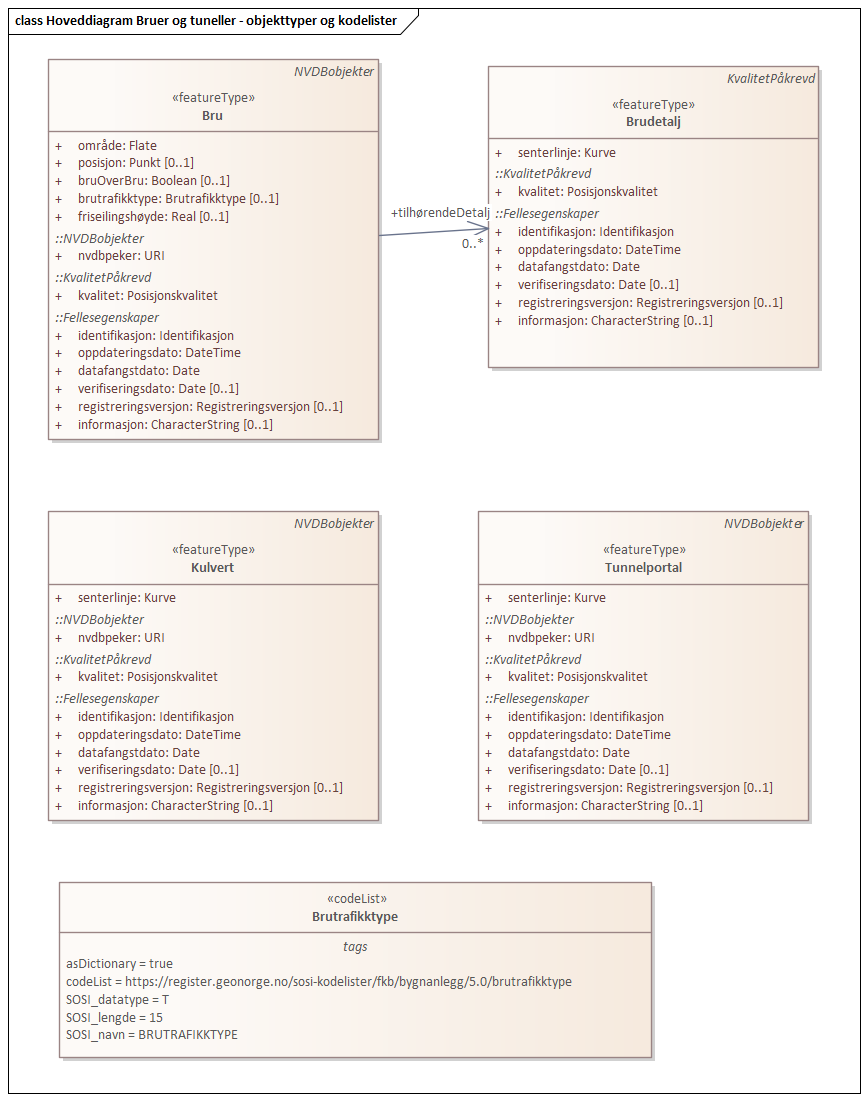 class Hoveddiagram Bruer og tuneller - objekttyper og kodelister
NVDBobjekter
«featureType»
Bru
+ område: Flate
+ posisjon: Punkt [0..1]
+ bruOverBru: Boolean [0..1]
+ brutrafikktype: Brutrafikktype [0..1]
+ friseilingshøyde: Real [0..1]
::NVDBobjekter
+ nvdbpeker: URI
::KvalitetPåkrevd
+ kvalitet: Posisjonskvalitet
::Fellesegenskaper
+ identifikasjon: Identifikasjon
+ oppdateringsdato: DateTime
+ datafangstdato: Date
+ verifiseringsdato: Date [0..1]
+ registreringsversjon: Registreringsversjon [0..1]
+ informasjon: CharacterString [0..1]
+tilhørendeDetalj
0..*
KvalitetPåkrevd
«featureType»
Brudetalj
+ senterlinje: Kurve
::KvalitetPåkrevd
+ kvalitet: Posisjonskvalitet
::Fellesegenskaper
+ identifikasjon: Identifikasjon
+ oppdateringsdato: DateTime
+ datafangstdato: Date
+ verifiseringsdato: Date [0..1]
+ registreringsversjon: Registreringsversjon [0..1]
+ informasjon: CharacterString [0..1]
NVDBobjekter
«featureType»
Kulvert
+ senterlinje: Kurve
::NVDBobjekter
+ nvdbpeker: URI
::KvalitetPåkrevd
+ kvalitet: Posisjonskvalitet
::Fellesegenskaper
+ identifikasjon: Identifikasjon
+ oppdateringsdato: DateTime
+ datafangstdato: Date
+ verifiseringsdato: Date [0..1]
+ registreringsversjon: Registreringsversjon [0..1]
+ informasjon: CharacterString [0..1]
NVDBobjekter
«featureType»
Tunnelportal
+ senterlinje: Kurve
::NVDBobjekter
+ nvdbpeker: URI
::KvalitetPåkrevd
+ kvalitet: Posisjonskvalitet
::Fellesegenskaper
+ identifikasjon: Identifikasjon
+ oppdateringsdato: DateTime
+ datafangstdato: Date
+ verifiseringsdato: Date [0..1]
+ registreringsversjon: Registreringsversjon [0..1]
+ informasjon: CharacterString [0..1]
«codeList»
Brutrafikktype
tags
asDictionary = true
codeList = https://register.geonorge.no/sosi-kodelister/fkb/bygnanlegg/5.0/brutrafikktype
SOSI_datatype = T
SOSI_lengde = 15
SOSI_navn = BRUTRAFIKKTYPE